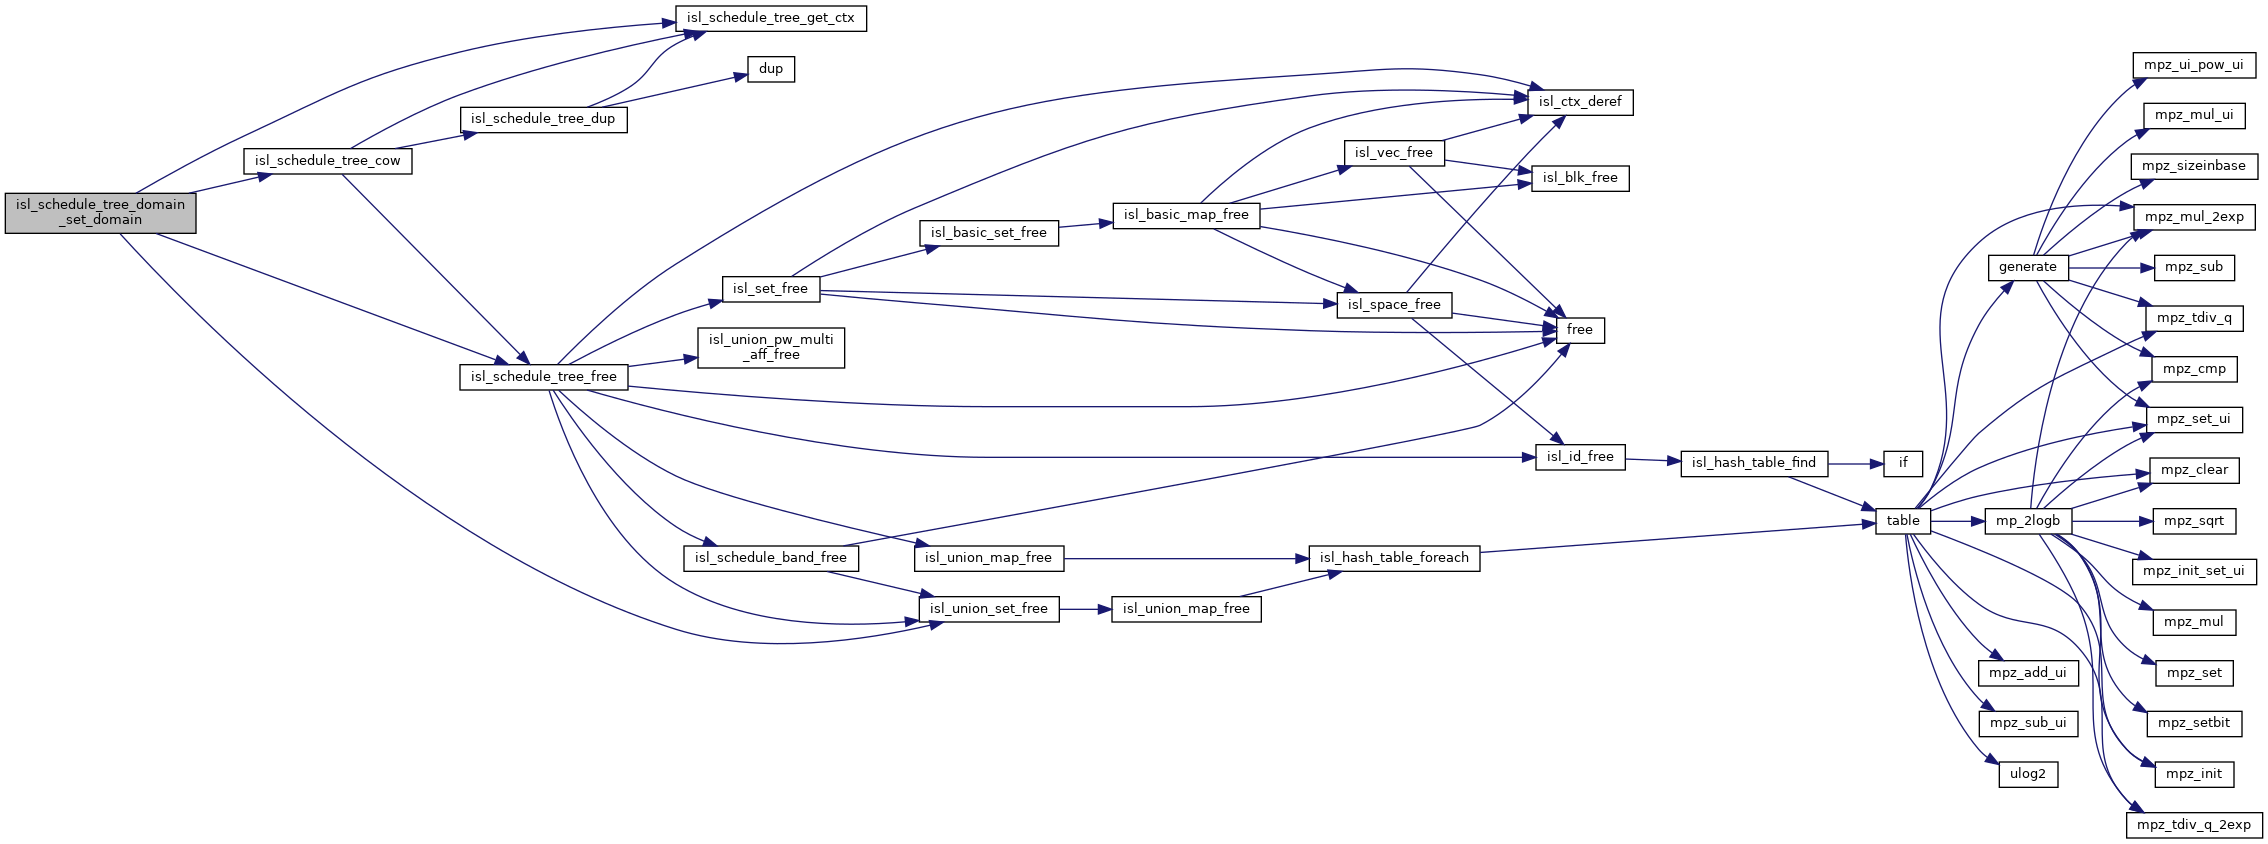 isl_schedule_tree_domain
_set_domain
isl_schedule_tree_get_ctx
isl_schedule_tree_cow
isl_schedule_tree_dup
dup
isl_schedule_tree_free
isl_set_free
isl_union_pw_multi
_aff_free
isl_schedule_band_free
isl_basic_set_free
isl_union_map_free
isl_union_set_free
isl_basic_map_free
isl_union_map_free
isl_vec_free
isl_space_free
isl_hash_table_foreach
isl_ctx_deref
isl_blk_free
free
isl_id_free
isl_hash_table_find
if
table
generate
mp_2logb
mpz_add_ui
mpz_sub_ui
ulog2
mpz_ui_pow_ui
mpz_mul_ui
mpz_sizeinbase
mpz_mul_2exp
mpz_sub
mpz_tdiv_q
mpz_cmp
mpz_set_ui
mpz_clear
mpz_sqrt
mpz_init_set_ui
mpz_mul
mpz_set
mpz_setbit
mpz_init
mpz_tdiv_q_2exp